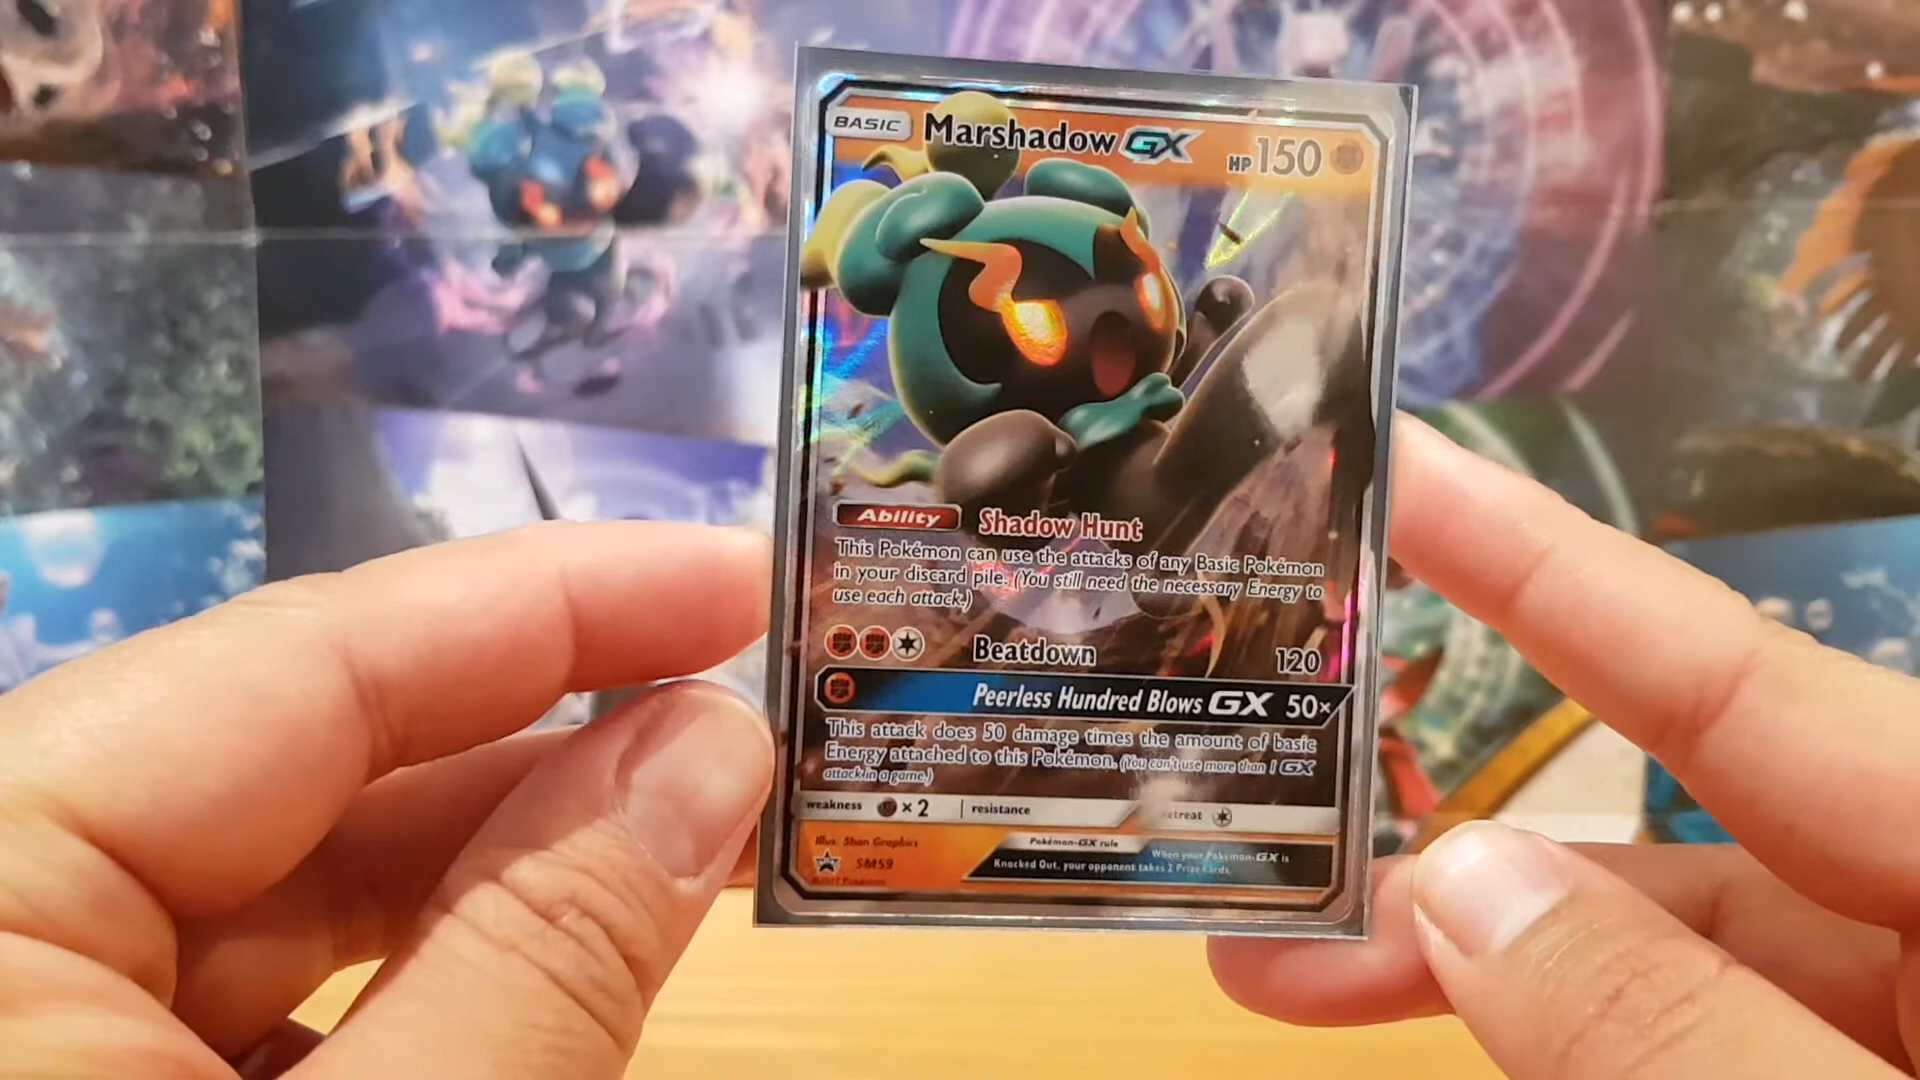 BASIC Marshadow GX HP 150
Ability Shadow Hunt
This Pokémon can use the attacks of any Basic Pokémon
in your discard pile. (You still need the necessary Energy to
use each attack.)
Beatdown 120
Peerless Hundred Blows GX 50×
This attack does 50 damage times the amount of basic
Energy attached to this Pokémon. (You can't use more than 1 GX
attack in a game.)
weakness × 2 resistance retreat
Illus. Shan Graphics
Pokémon-GX rule
When your Pokémon-GX is
Knocked Out, your opponent takes 2 Prize cards.
SM59
©2017 Pokémon